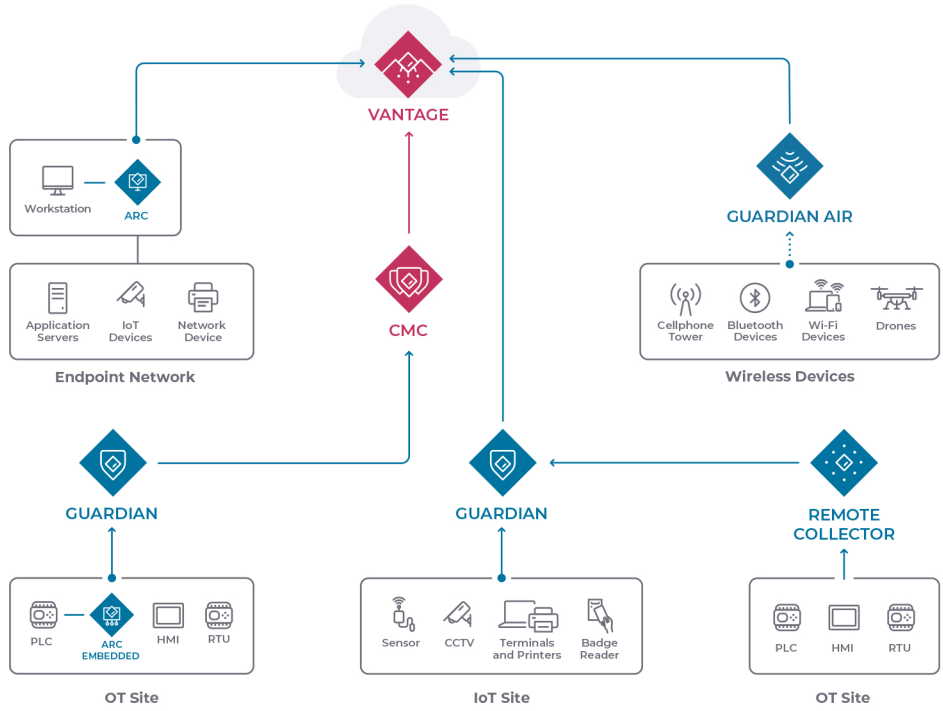 VANTAGE
Workstation
ARC
GUARDIAN AIR
Application
Servers
IoT
Devices
Network
Device
Endpoint Network
CMC
Cellphone
Tower
Bluetooth
Devices
Wi-Fi
Devices
Drones
Wireless Devices
GUARDIAN
GUARDIAN
REMOTE
COLLECTOR
PLC
ARC
EMBEDDED
HMI
RTU
OT Site
Sensor
CCTV
Terminals
and Printers
Badge
Reader
IoT Site
PLC
HMI
RTU
OT Site